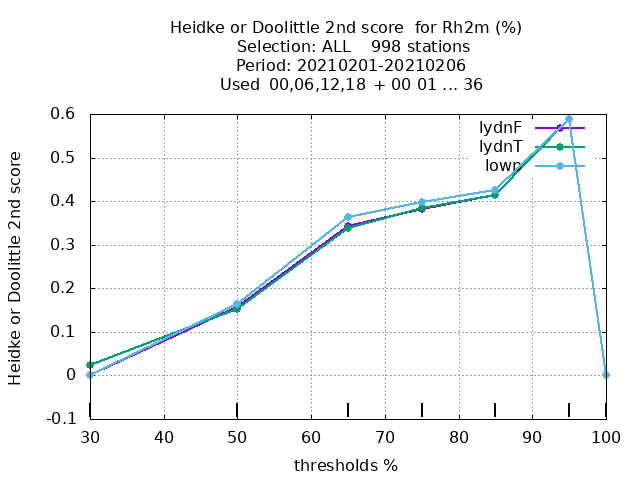 Heidke or Doolittle 2nd score for Rh2m (%)
Selection: ALL 998 stations
Period: 20210201-20210206
Used 00,06,12,18 + 00 01 ... 36
Heidke or Doolittle 2nd score
0.6
0.5
0.4
0.3
0.2
0.1
0
-0.1
lydnF
lydnT
lown
30 40 50 60 70 80 90 100
thresholds %